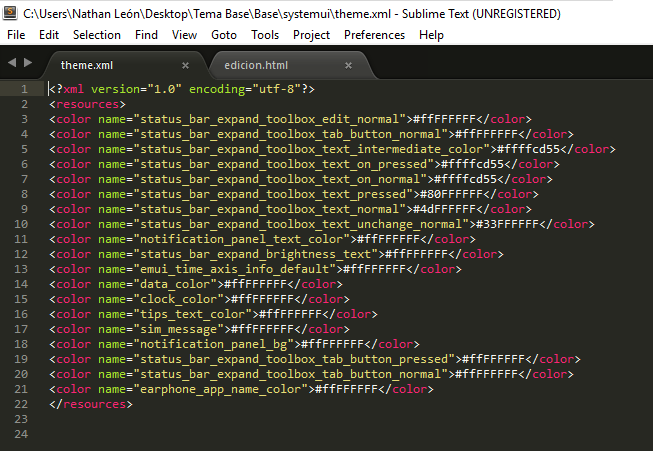 C:\Users\Nathan León\Desktop\Tema Base\Base\systemui\theme.xml - Sublime Text (UNREGISTERED)
File Edit Selection Find View Goto Tools Project Preferences Help
theme.xml × edicion.html ×
1 <?xml version="1.0" encoding="utf-8"?>
2 <resources>
3 <color name="status_bar_expand_toolbox_edit_normal">#ffFFFFFF</color>
4 <color name="status_bar_expand_toolbox_tab_button_normal">#ffFFFFFF</color>
5 <color name="status_bar_expand_toolbox_text_intermediate_color">#ffffcd55</color>
6 <color name="status_bar_expand_toolbox_text_on_pressed">#ffffcd55</color>
7 <color name="status_bar_expand_toolbox_text_on_normal">#ffffcd55</color>
8 <color name="status_bar_expand_toolbox_text_pressed">#80FFFFFF</color>
9 <color name="status_bar_expand_toolbox_text_normal">#4dFFFFFF</color>
10 <color name="status_bar_expand_toolbox_text_unchange_normal">#33FFFFFF</color>
11 <color name="notification_panel_text_color">#ffFFFFFF</color>
12 <color name="status_bar_expand_brightness_text">#ffFFFFFF</color>
13 <color name="emui_time_axis_info_default">#ffFFFFFF</color>
14 <color name="data_color">#ffFFFFFF</color>
15 <color name="clock_color">#ffFFFFFF</color>
16 <color name="tips_text_color">#ffFFFFFF</color>
17 <color name="sim_message">#ffFFFFFF</color>
18 <color name="notification_panel_bg">#ffFFFFFF</color>
19 <color name="status_bar_expand_toolbox_tab_button_pressed">#ffFFFFFF</color>
20 <color name="status_bar_expand_toolbox_tab_button_normal">#ffFFFFFF</color>
21 <color name="earphone_app_name_color">#ffFFFFFF</color>
22 </resources>
23
24